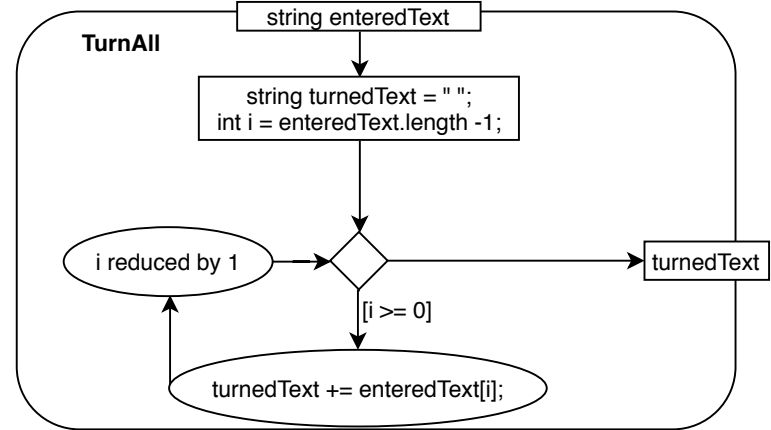 string enteredText
TurnAll
string turnedText = " ";
int i = enteredText.length -1;
i reduced by 1
turnedText
[i >= 0]
turnedText += enteredText[i];